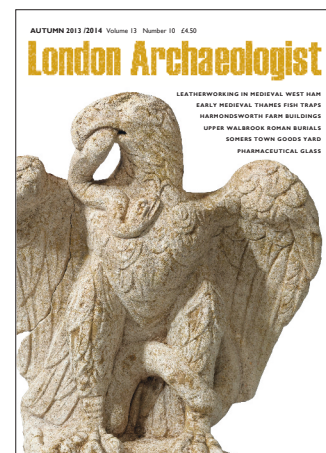 AUTUMN 2013 /2014 Volume 13 Number 10 £4.50
London Archaeologist
LEATHERWORKING IN MEDIEVAL WEST HAM
EARLY MEDIEVAL THAMES FISH TRAPS
HARMONDSWORTH FARM BUILDINGS
UPPER WALBROOK ROMAN BURIALS
SOMERS TOWN GOODS YARD
PHARMACEUTICAL GLASS